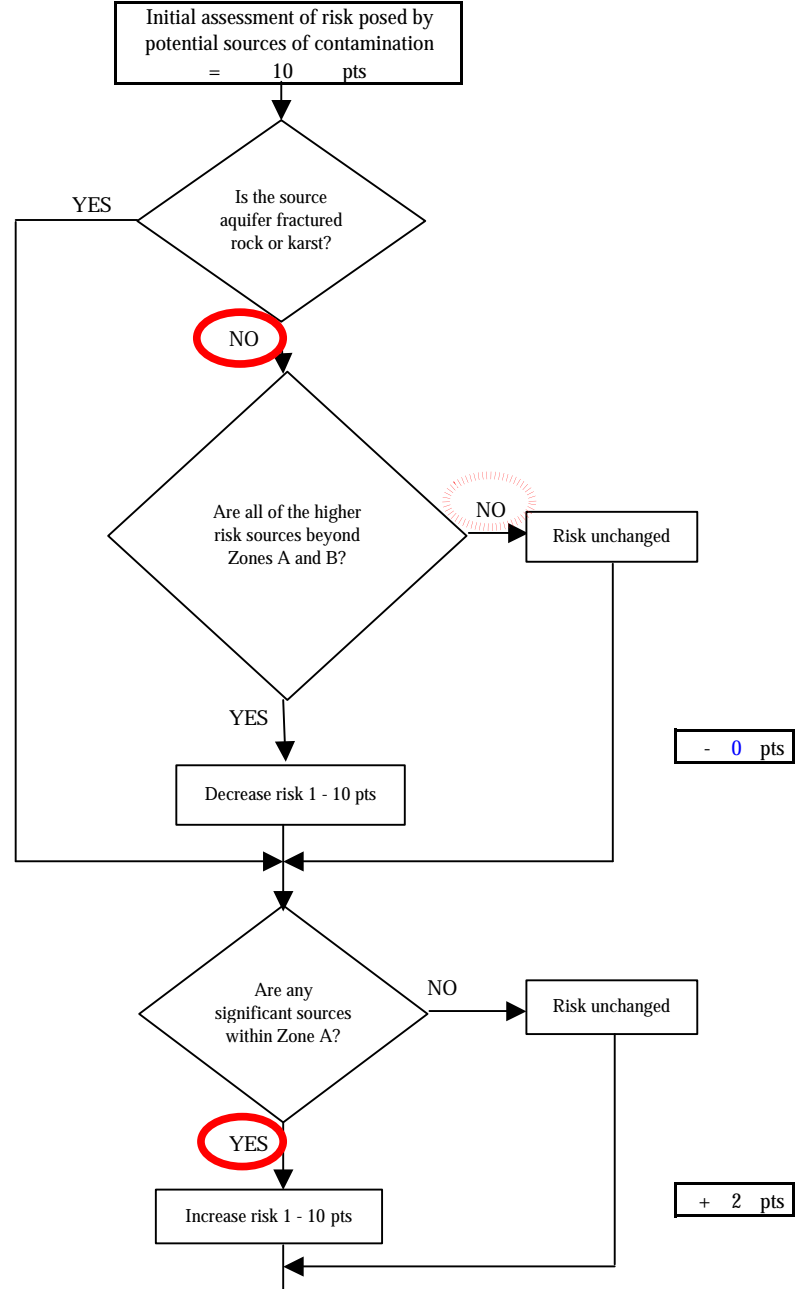 Initial assessment of risk posed by
potential sources of contamination
= 10 pts
YES
Is the source
aquifer fractured
rock or karst?
NO
Are all of the higher
risk sources beyond
Zones A and B?
NO
Risk unchanged
YES
- 0 pts
Decrease risk 1 - 10 pts
Are any
significant sources
within Zone A?
NO
Risk unchanged
YES
+ 2 pts
Increase risk 1 - 10 pts